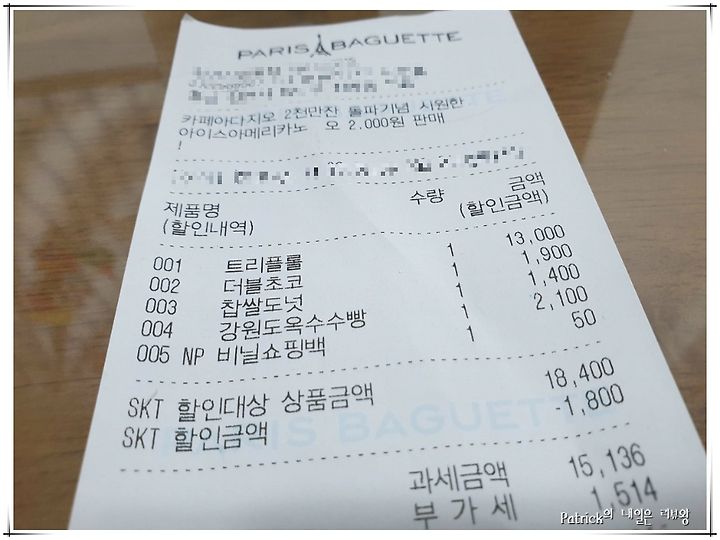 PARIS BAGUETTE
카페아다지오 2천만잔 돌파기념 시원한
아이스아메리카노 오 2.000원 판매
!
제품명 수량 금액
(할인내역) (할인금액)
001 트리플롤 1 13,000
002 더블초코 1 1,900
003 찹쌀도넛 1 1,400
004 강원도옥수수빵 1 2,100
005 NP 비닐쇼핑백 1 50
SKT 할인대상 상품금액 18,400
SKT 할인금액 -1,800
PARIS BAGUETTE
과세금액 15,136
부 가 세 1,514
Patrick의 내일은 리뷰왕